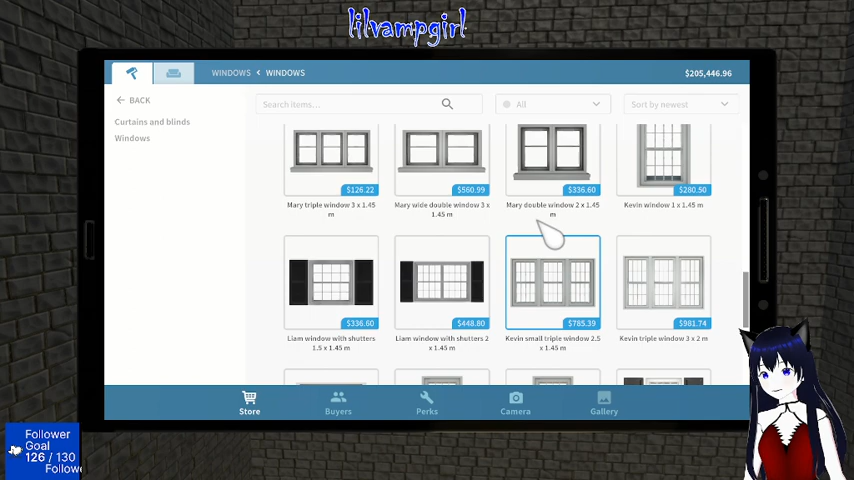 lilvampgirl
WINDOWS < WINDOWS
$205,446.96
BACK
Search items...
All
Sort by newest
Curtains and blinds
Windows
$126.22
$560.99
$336.60
$280.50
Mary triple window 3 x 1.45
m
Mary wide double window 3 x
1.45 m
Mary double window 2 x 1.45
m
Kevin window 1 x 1.45 m
$336.60
$448.80
$785.39
$981.74
Liam window with shutters
1.5 x 1.45 m
Liam window with shutters 2
x 1.45 m
Kevin small triple window 2.5
x 1.45 m
Kevin triple window 3 x 2 m
Store
Buyers
Perks
Camera
Gallery
Follower
Goal
126 / 130
Followe